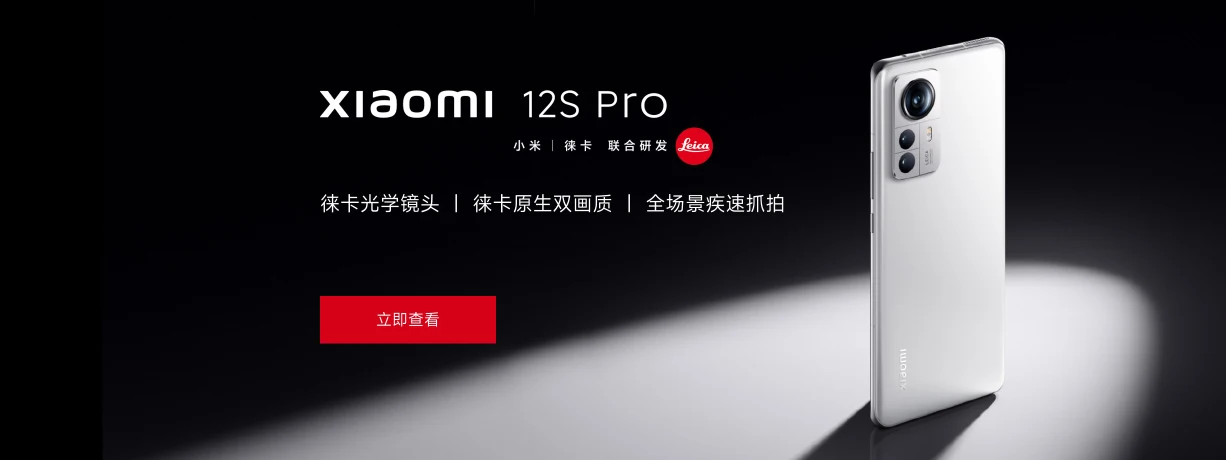 xiaomi 12S Pro
小米 | 徕卡 联合研发 Leica
徕卡光学镜头 | 徕卡原生双画质 | 全场景疾速抓拍
立即查看
LEICA
xiaomi